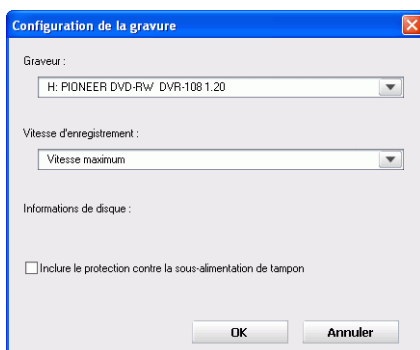 Configuration de la gravure
Graveur :
H: PIONEER DVD-RW DVR-108 1.20
Vitesse d'enregistrement :
Vitesse maximum
Informations de disque :
Inclure le protection contre la sous-alimentation de tampon
OK
Annuler